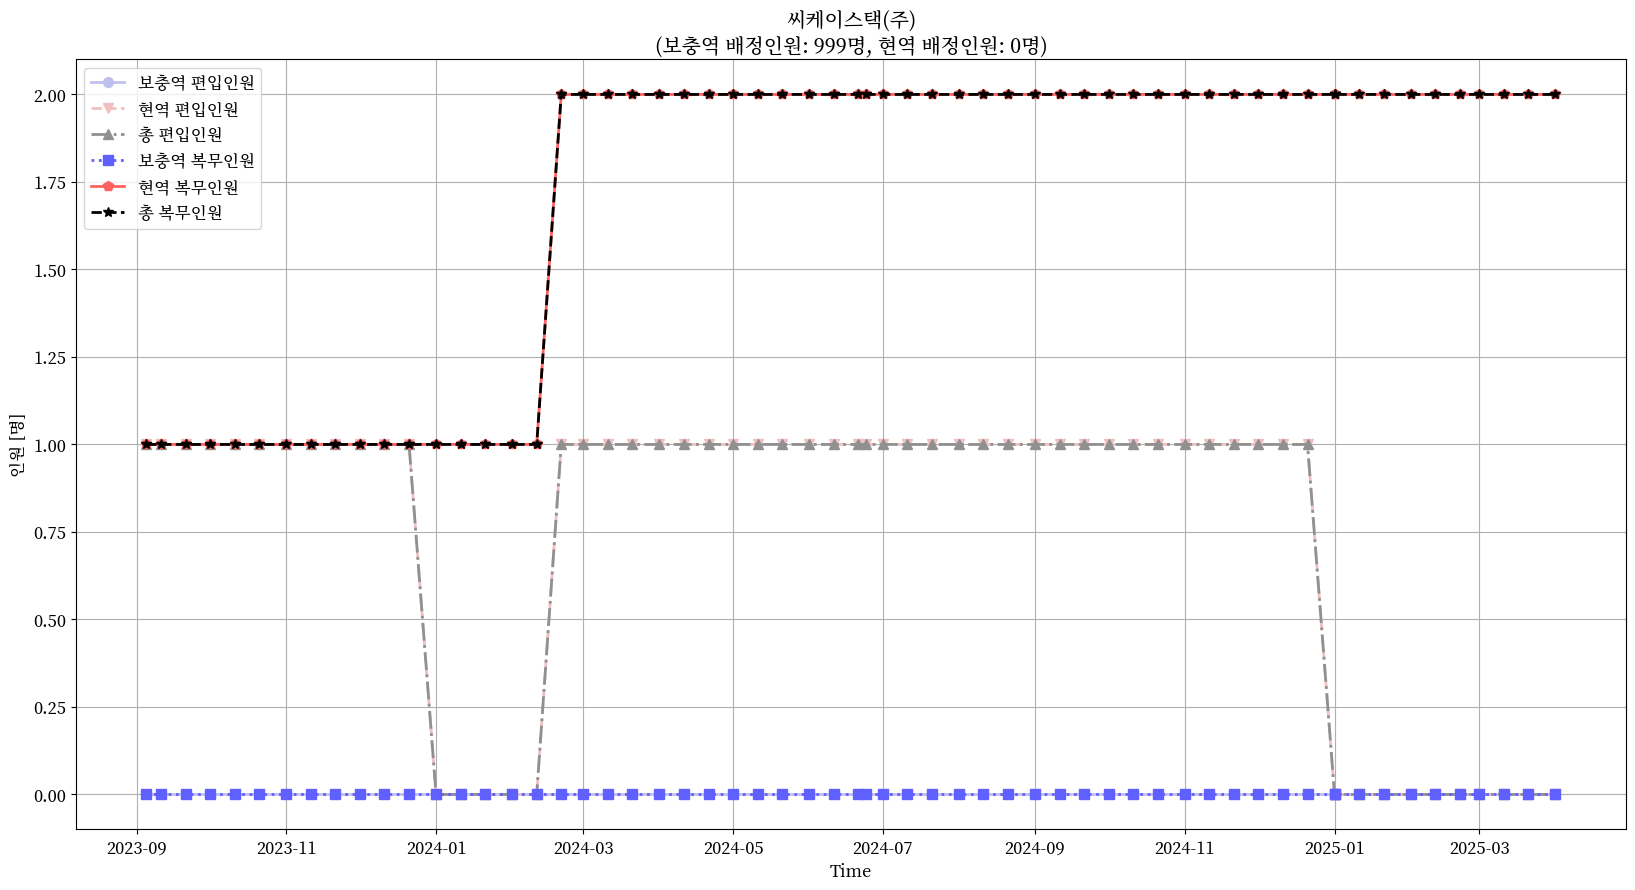 씨케이스택(주)
(보충역 배정인원: 999명, 현역 배정인원: 0명)
보충역 편입인원
현역 편입인원
총 편입인원
보충역 복무인원
현역 복무인원
총 복무인원
2.00
1.75
1.50
1.25
1.00
0.75
0.50
0.25
0.00
인원 [명]
2023-09
2023-11
2024-01
2024-03
2024-05
2024-07
2024-09
2024-11
2025-01
2025-03
Time